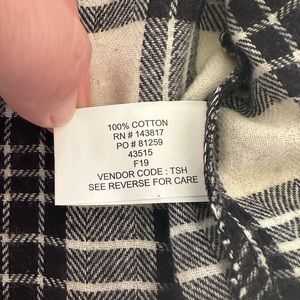 100% COTTON
RN # 143817
PO # 81259
43515
F19
VENDOR CODE : TSH
SEE REVERSE FOR CARE